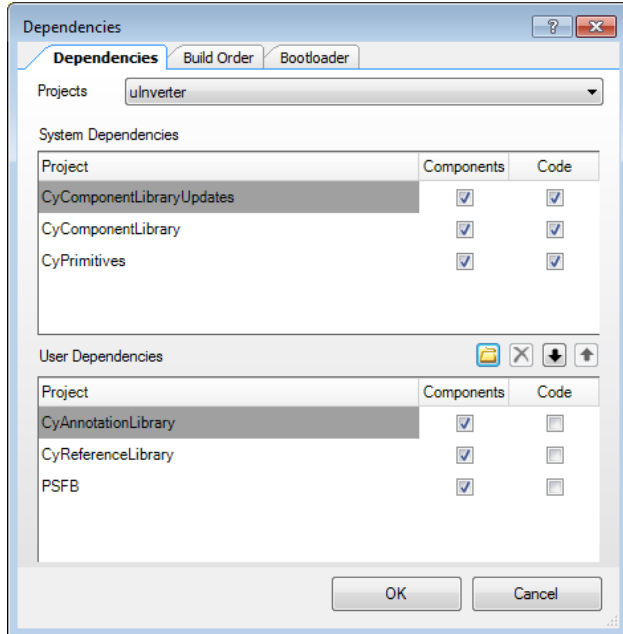 Dependencies
Dependencies Build Order Bootloader
Projects uInverter
System Dependencies
Project Components Code
CyComponentLibraryUpdates
CyComponentLibrary
CyPrimitives
User Dependencies
Project Components Code
CyAnnotationLibrary
CyReferenceLibrary
PSFB
OK Cancel